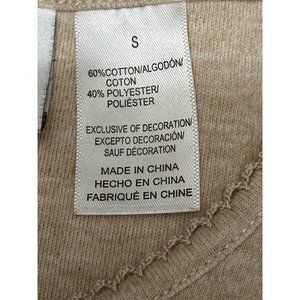 S
60%COTTON/ALGODÓN/
COTON
40% POLYESTER/
POLIÉSTER
EXCLUSIVE OF DECORATION/
EXCEPTO DECORACIÓN/
SAUF DÉCORATION
MADE IN CHINA
HECHO EN CHINA
FABRIQUÉ EN CHINE